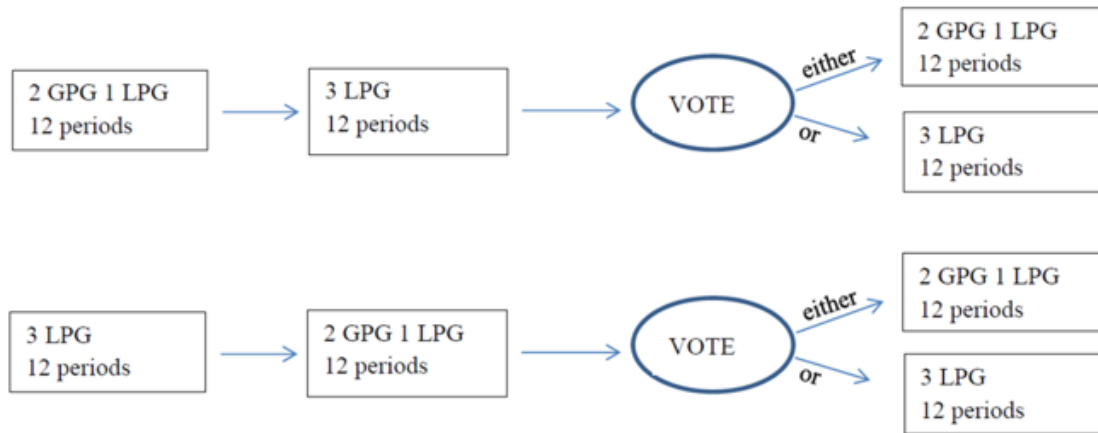 2 GPG 1 LPG
12 periods
3 LPG
12 periods
VOTE
either
or
2 GPG 1 LPG
12 periods
3 LPG
12 periods
3 LPG
12 periods
2 GPG 1 LPG
12 periods
VOTE
either
or
2 GPG 1 LPG
12 periods
3 LPG
12 periods